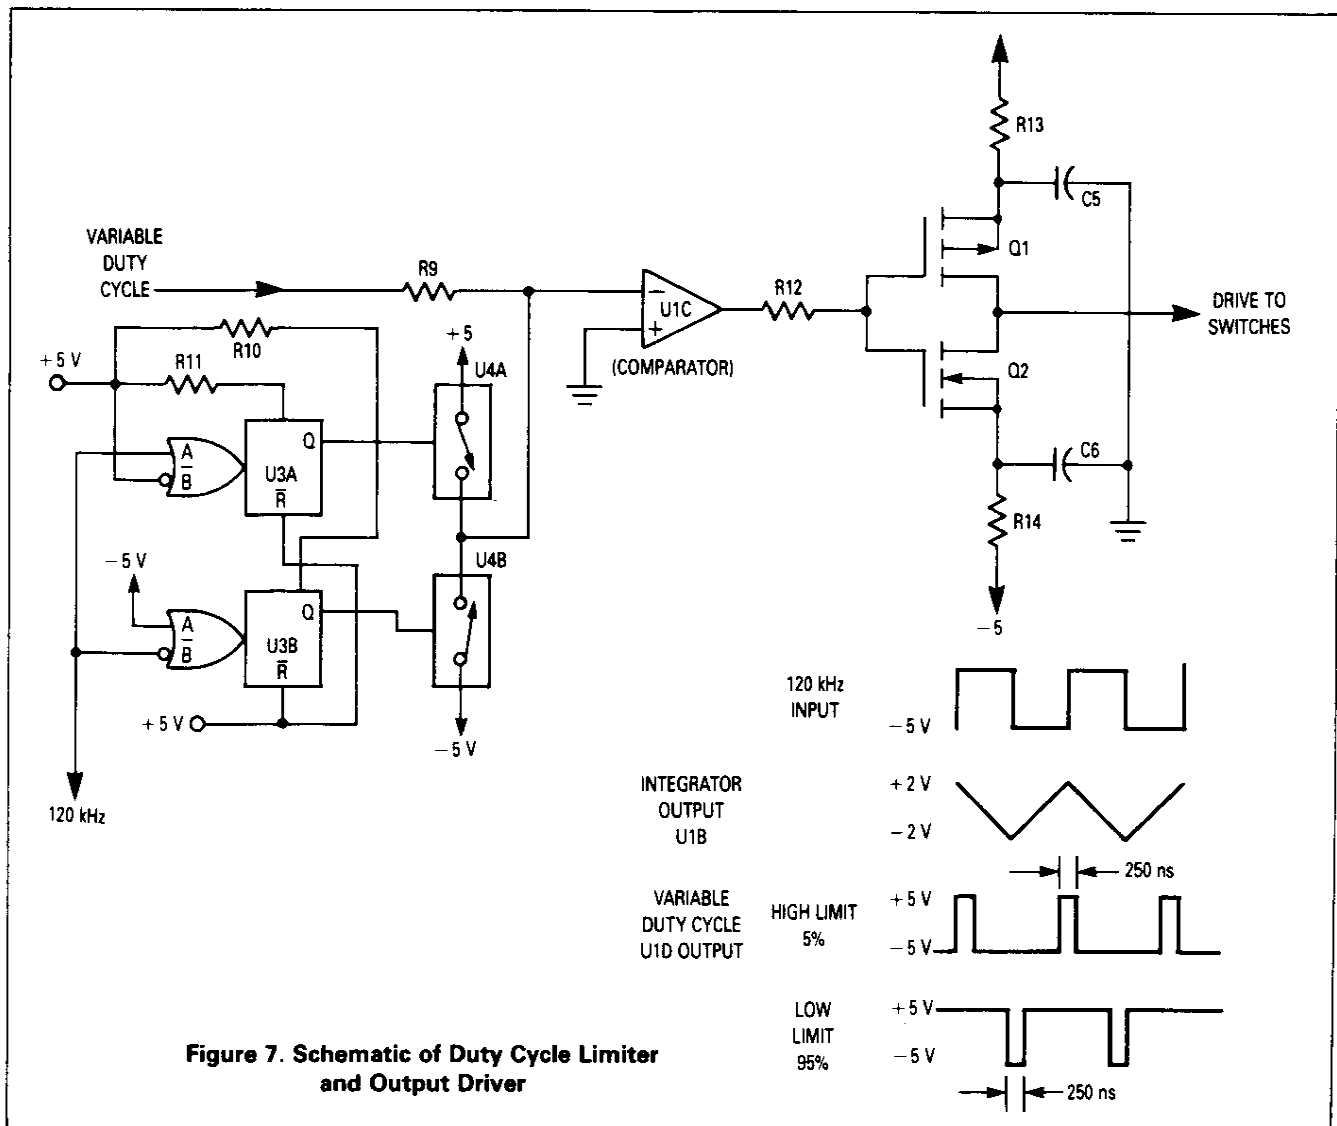 R13
C5
Q1
VARIABLE
DUTY
CYCLE
R9
U1C
−
+
(COMPARATOR)
R12
DRIVE TO
SWITCHES
+5 V
R10
R11
+5
U4A
Q2
A
B
Q
U3A
R
C6
R14
−5
−5 V
U4B
A
B
Q
U3B
R
+5 V
−5 V
120 kHz
120 kHz
INPUT
−5 V
INTEGRATOR
OUTPUT
U1B
+2 V
−2 V
250 ns
VARIABLE
DUTY CYCLE
U1D OUTPUT
HIGH LIMIT
5%
+5 V
−5 V
LOW
LIMIT
95%
+5 V
−5 V
250 ns
Figure 7. Schematic of Duty Cycle Limiter
and Output Driver